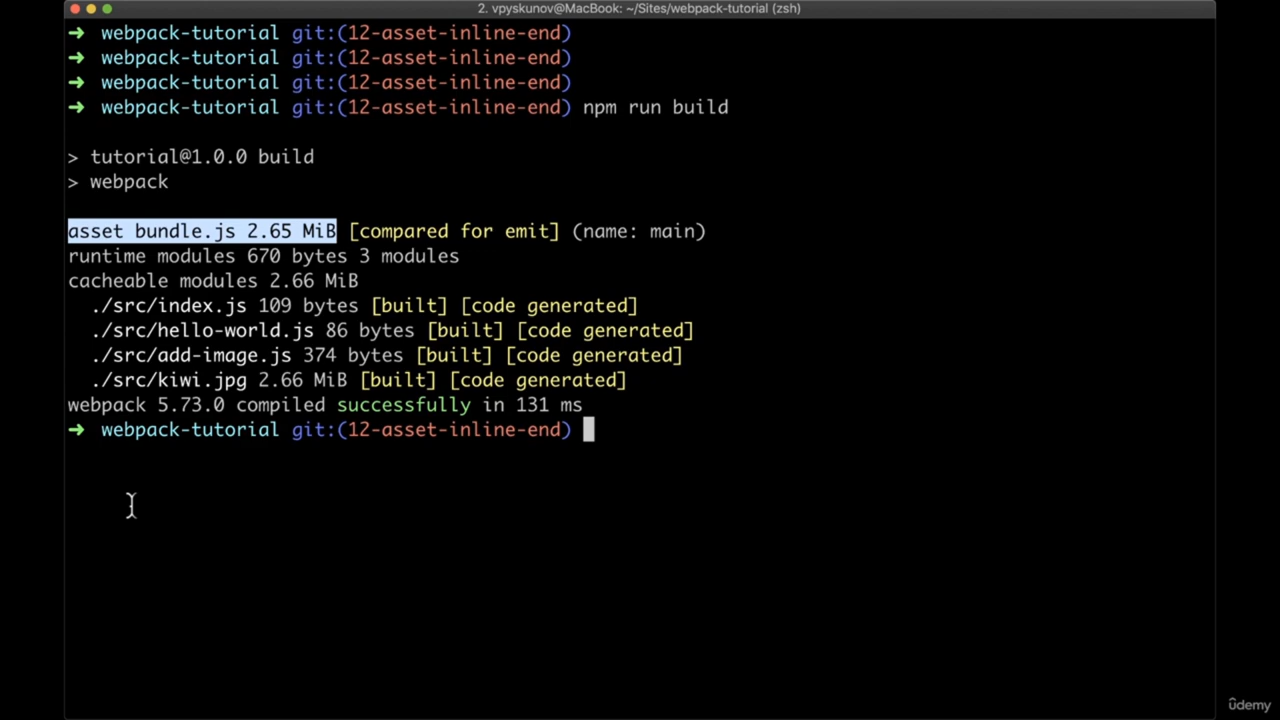 2. vpyskunov@MacBook: ~/Sites/webpack-tutorial (zsh)
➜ webpack-tutorial git:(12-asset-inline-end)
➜ webpack-tutorial git:(12-asset-inline-end)
➜ webpack-tutorial git:(12-asset-inline-end)
➜ webpack-tutorial git:(12-asset-inline-end) npm run build
> tutorial@1.0.0 build
> webpack
asset bundle.js 2.65 MiB [compared for emit] (name: main)
runtime modules 670 bytes 3 modules
cacheable modules 2.66 MiB
./src/index.js 109 bytes [built] [code generated]
./src/hello-world.js 86 bytes [built] [code generated]
./src/add-image.js 374 bytes [built] [code generated]
./src/kiwi.jpg 2.66 MiB [built] [code generated]
webpack 5.73.0 compiled successfully in 131 ms
➜ webpack-tutorial git:(12-asset-inline-end)
ûdemy